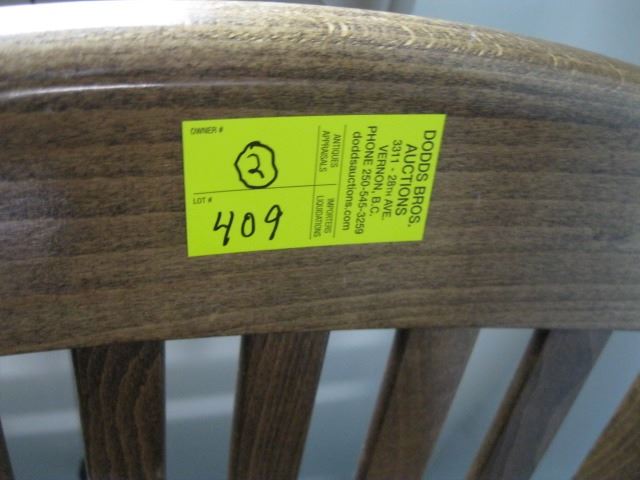 OWNER #
2
LOT #
409
ANTIQUES
APPRAISALS
IMPORTERS
LIQUIDATIONS
DODDS BROS.
AUCTIONS
3311 - 28TH AVE.
VERNON, B.C.
PHONE 250-545-3259
doddsauctions.com